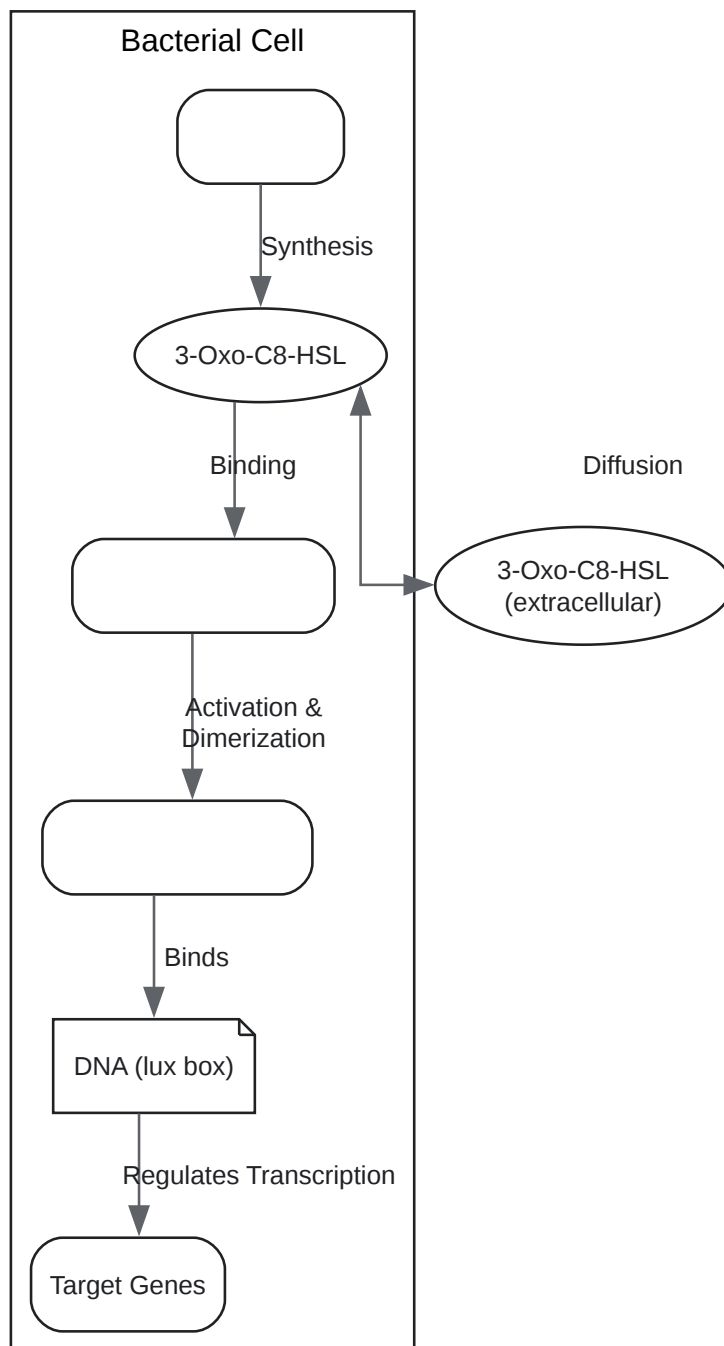 Bacterial Cell
Synthesis
3-Oxo-C8-HSL
Binding
Diffusion
3-Oxo-C8-HSL
(extracellular)
Activation &
Dimerization
Binds
DNA (lux box)
Regulates Transcription
Target Genes